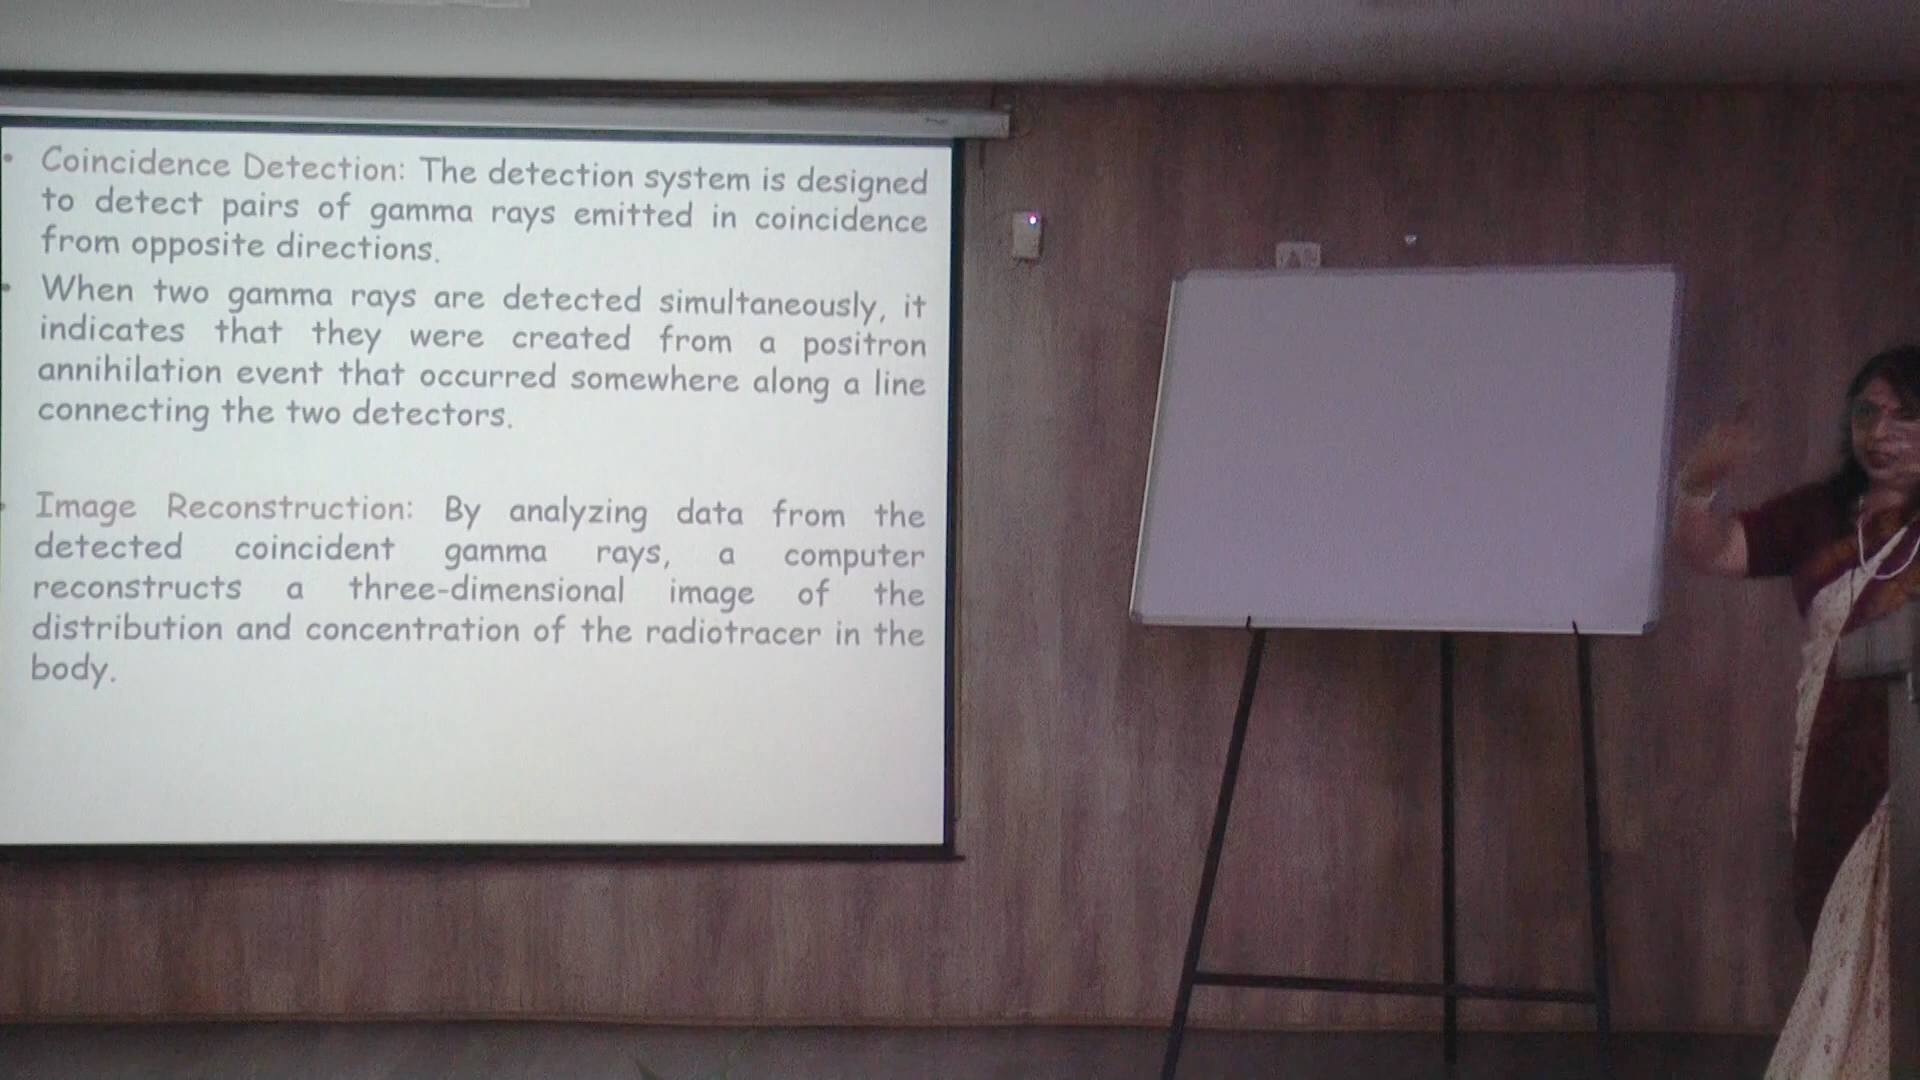 • Coincidence Detection: The detection system is designed
to detect pairs of gamma rays emitted in coincidence
from opposite directions.
• When two gamma rays are detected simultaneously, it
indicates that they were created from a positron
annihilation event that occurred somewhere along a line
connecting the two detectors.
• Image Reconstruction: By analyzing data from the
detected coincident gamma rays, a computer
reconstructs a three-dimensional image of the
distribution and concentration of the radiotracer in the
body.